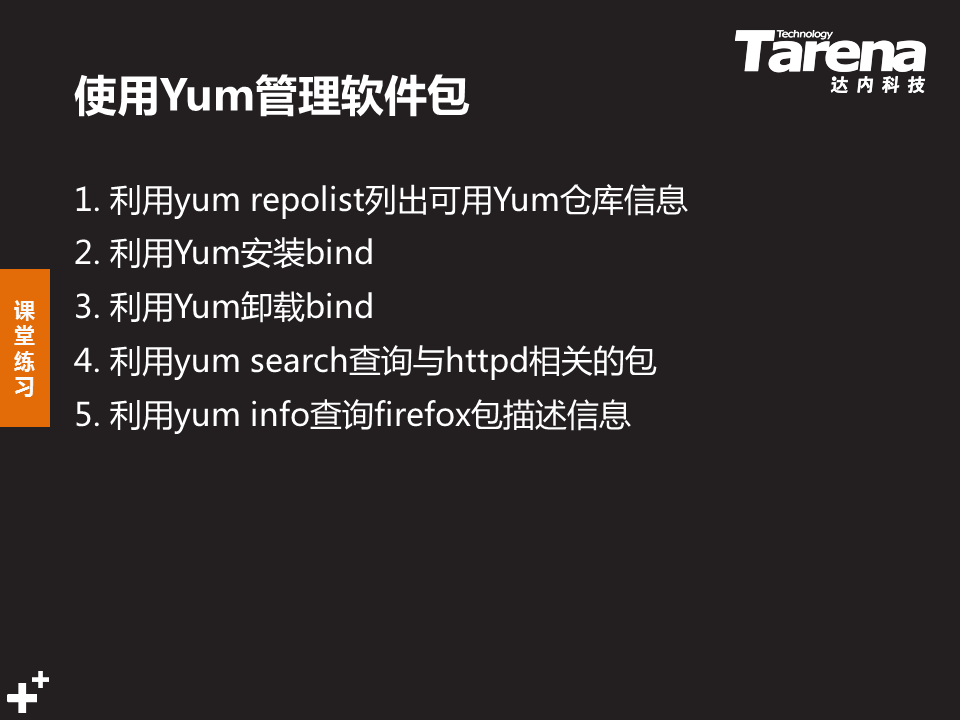 Technology
Tarena
达内科技
使用Yum管理软件包
1. 利用yum repolist列出可用Yum仓库信息
2. 利用Yum安装bind
3. 利用Yum卸载bind
4. 利用yum search查询与httpd相关的包
5. 利用yum info查询firefox包描述信息
课
堂
练
习